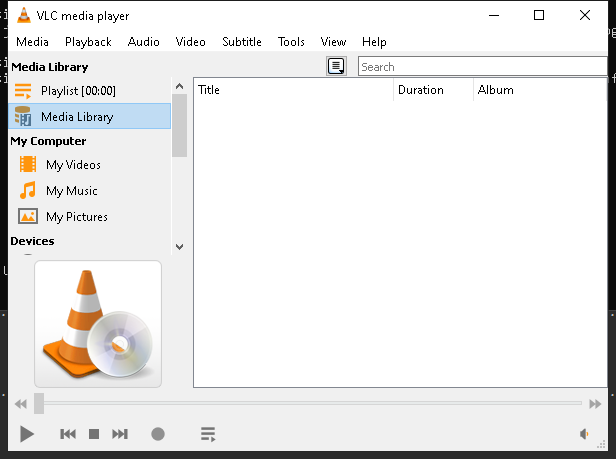 VLC media player
Media Playback Audio Video Subtitle Tools View Help
Media Library
Search
Playlist [00:00]
Title Duration Album
Media Library
My Computer
My Videos
My Music
My Pictures
Devices